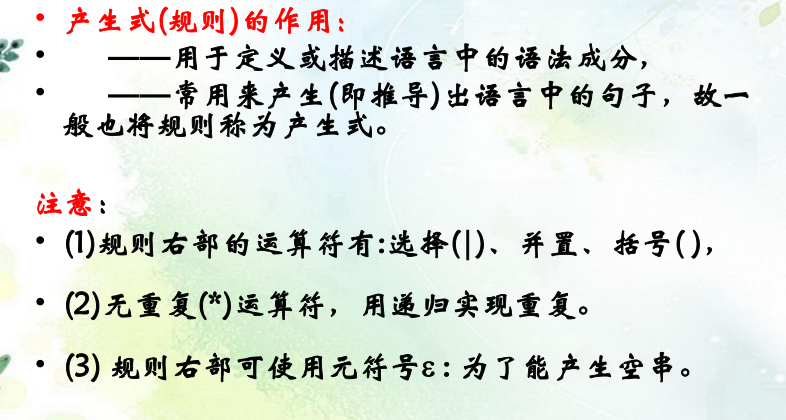 • 产生式(规则)的作用:
• ——用于定义或描述语言中的语法成分,
• ——常用来产生(即推导)出语言中的句子，故一
般也将规则称为产生式。
注意:
• (1)规则右部的运算符有:选择(|)、并置、括号( ),
• (2)无重复(*)运算符，用递归实现重复。
• (3) 规则右部可使用元符号ε: 为了能产生空串。